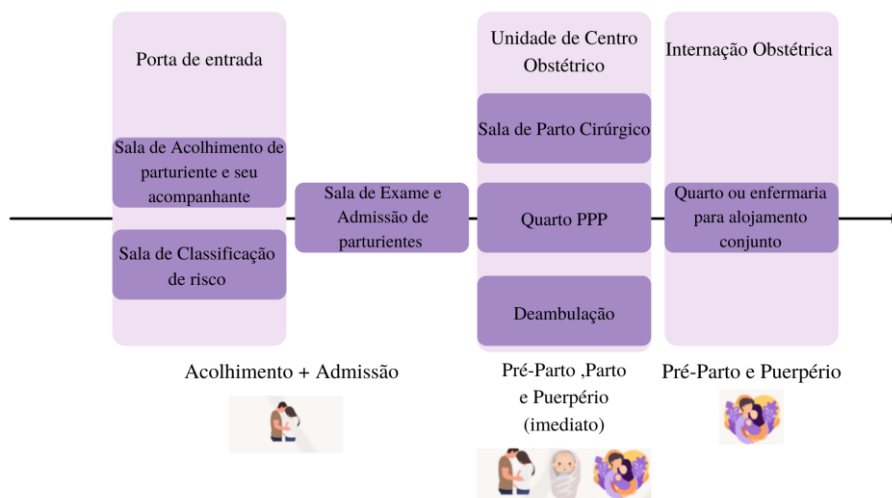 Porta de entrada
Sala de Acolhimento de
parturiente e seu
acompanhante
Sala de Classificação
de risco
Sala de Exame e
Admissão de
parturientes
Acolhimento + Admissão
Unidade de Centro
Obstétrico
Sala de Parto Cirúrgico
Quarto PPP
Deambulação
Pré-Parto ,Parto
e Puerpério
(imediato)
Internação Obstétrica
Quarto ou enfermaria
para alojamento
conjunto
Pré-Parto e Puerpério